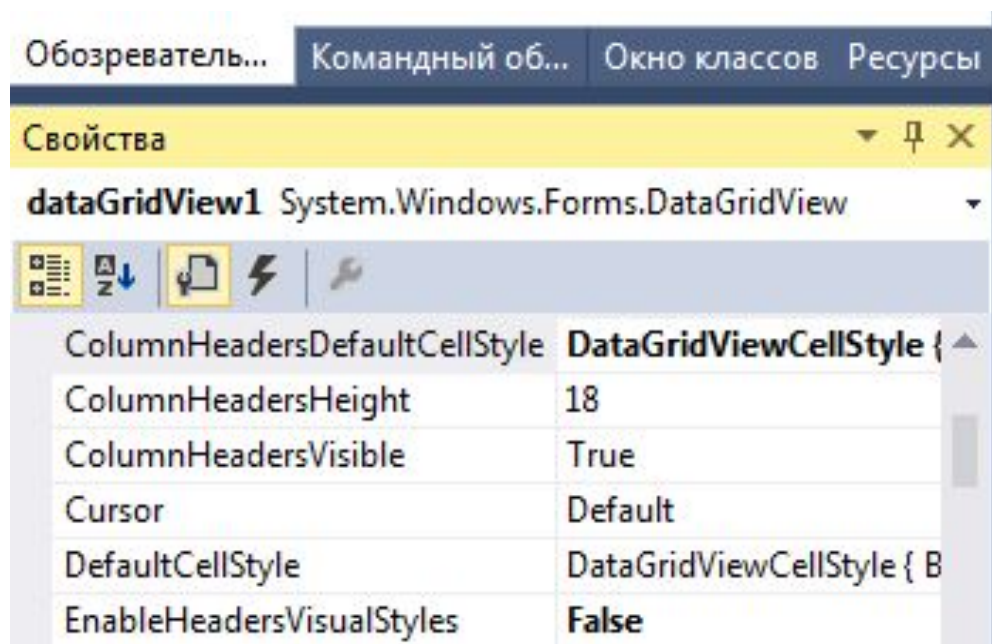 Обозреватель... Командный об... Окно классов Ресурсы
Свойства
dataGridView1 System.Windows.Forms.DataGridView
ColumnHeadersDefaultCellStyle DataGridViewCellStyle {
ColumnHeadersHeight 18
ColumnHeadersVisible True
Cursor Default
DefaultCellStyle DataGridViewCellStyle { B
EnableHeadersVisualStyles False